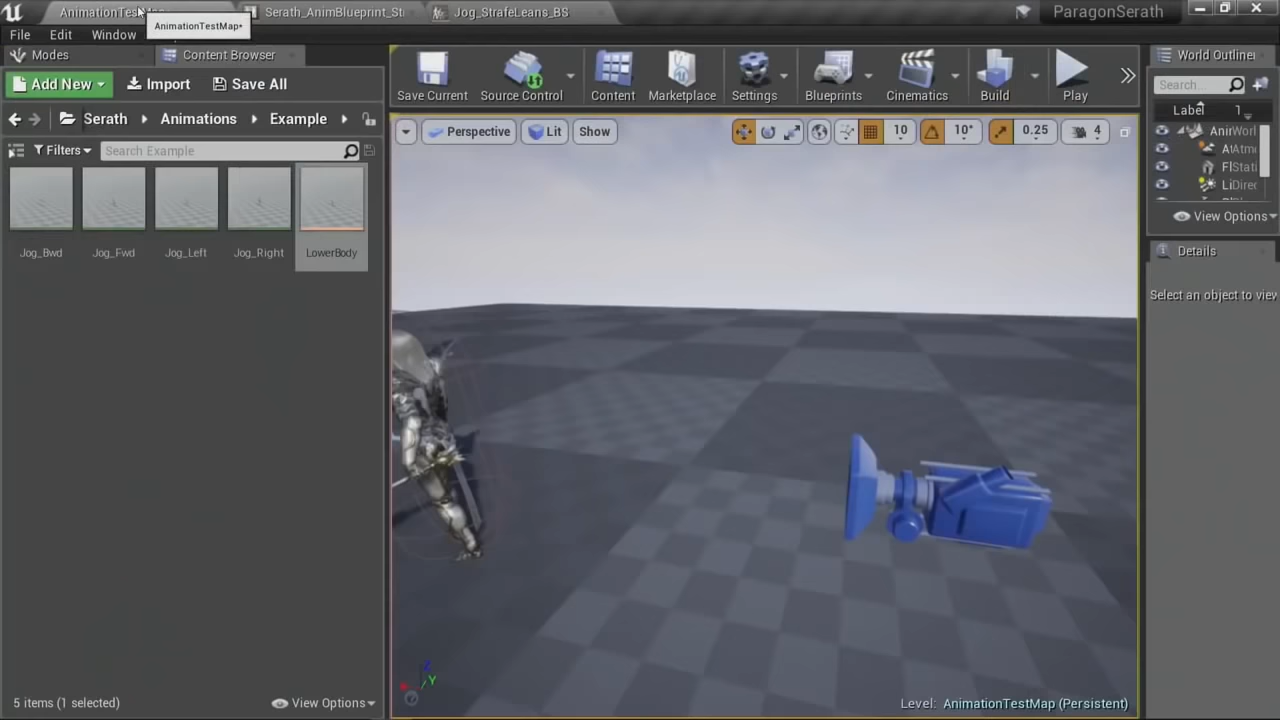 AnimationTestMap
Serath_AnimBlueprint_St
Jog_StrafeLeans_BS
ParagonSerath
AnimationTestMap*
File Edit Window
Modes
Content Browser
World Outliner
Add New
Import
Save All
Save Current
Source Control
Content
Marketplace
Settings
Blueprints
Cinematics
Build
Play
Search...
Label
Serath
Animations
Example
Filters
Search Example
Perspective
Lit
Show
10
10°
0.25
4
View Options
Jog_Bwd
Jog_Fwd
Jog_Left
Jog_Right
LowerBody
Details
Select an object to view
5 items (1 selected)
View Options
Level: AnimationTestMap (Persistent)